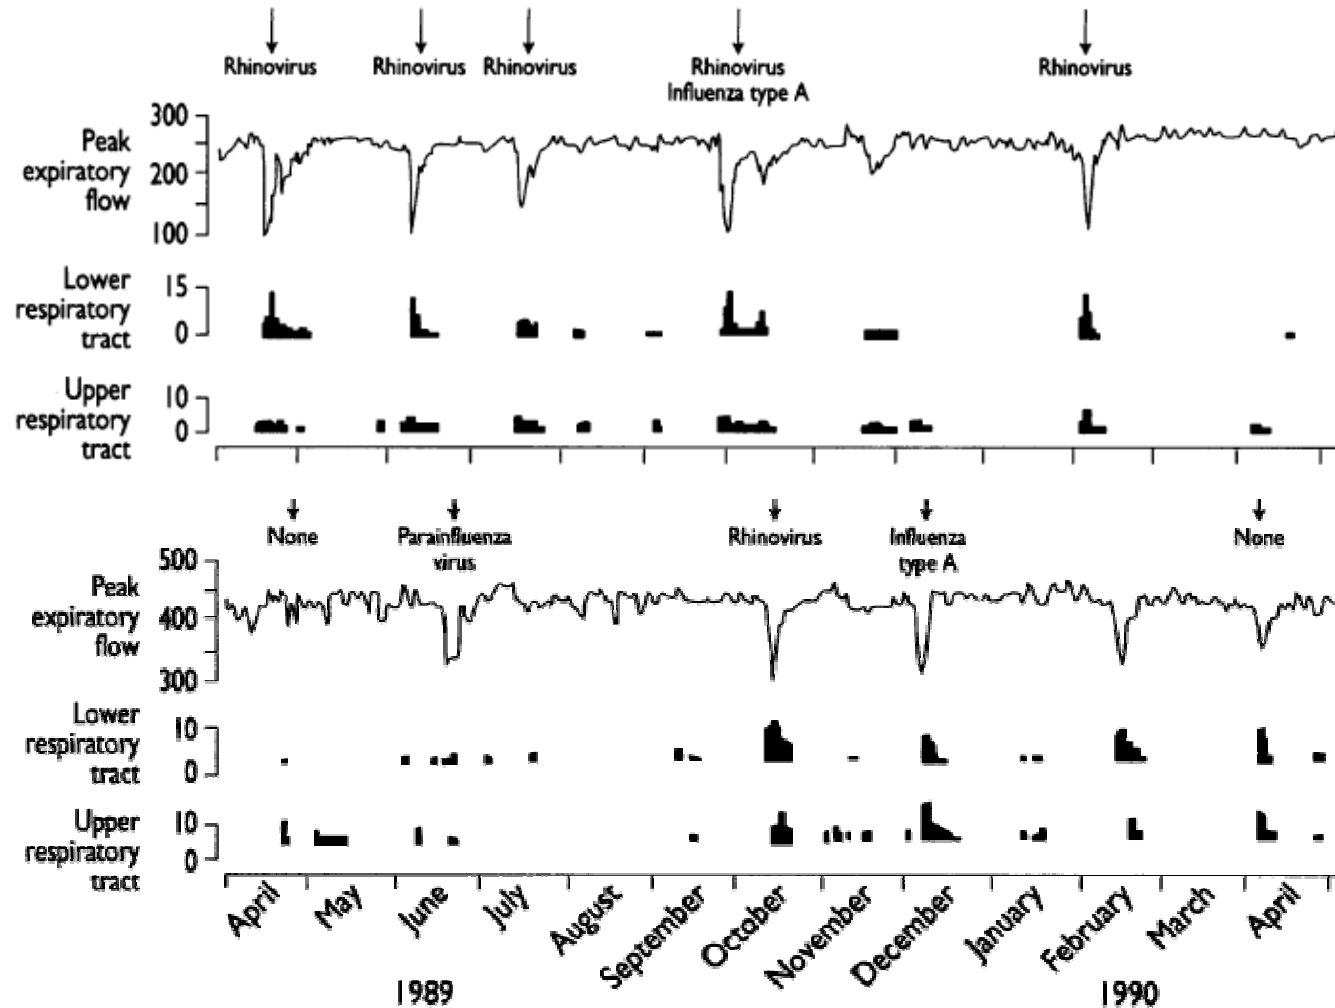 Rhinovirus Rhinovirus Rhinovirus Rhinovirus Rhinovirus
Influenza type A
Peak
expiratory
flow
300
200
100
Lower
respiratory
tract
15
0
Upper
respiratory
tract
10
0
None Parainfluenza Rhinovirus Influenza None
virus type A
Peak
expiratory
flow
500
400
300
Lower
respiratory
tract
10
0
Upper
respiratory
tract
10
0
April May June July August September October November December January February March April
1989 1990